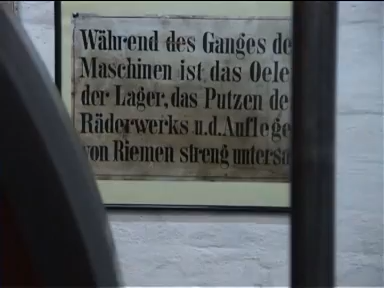 Während des Ganges de
Maschinen ist das Oele
der Lager, das Putzen de
Räderwerks u.d. Auflege
von Riemen streng untersa